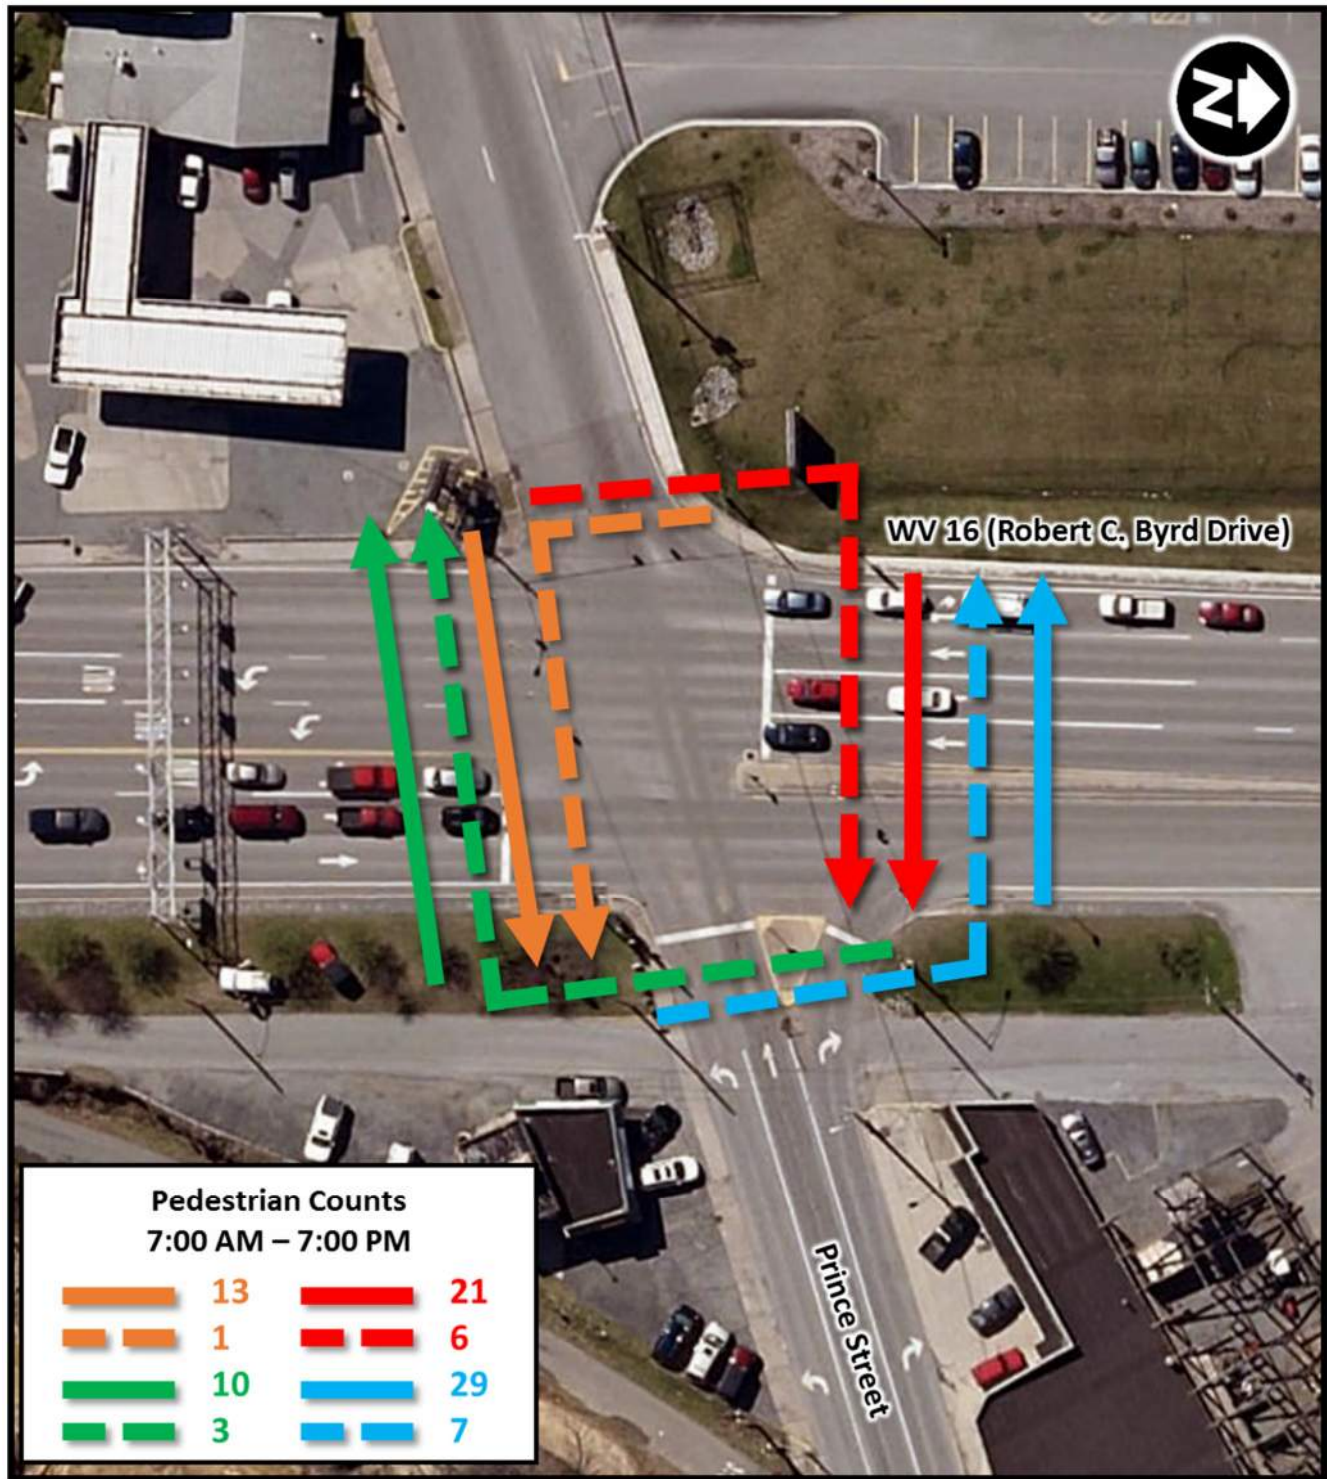 N
WV 16 (Robert C. Byrd Drive)
Prince Street
Pedestrian Counts
7:00 AM – 7:00 PM
13 21
1 6
10 29
3 7